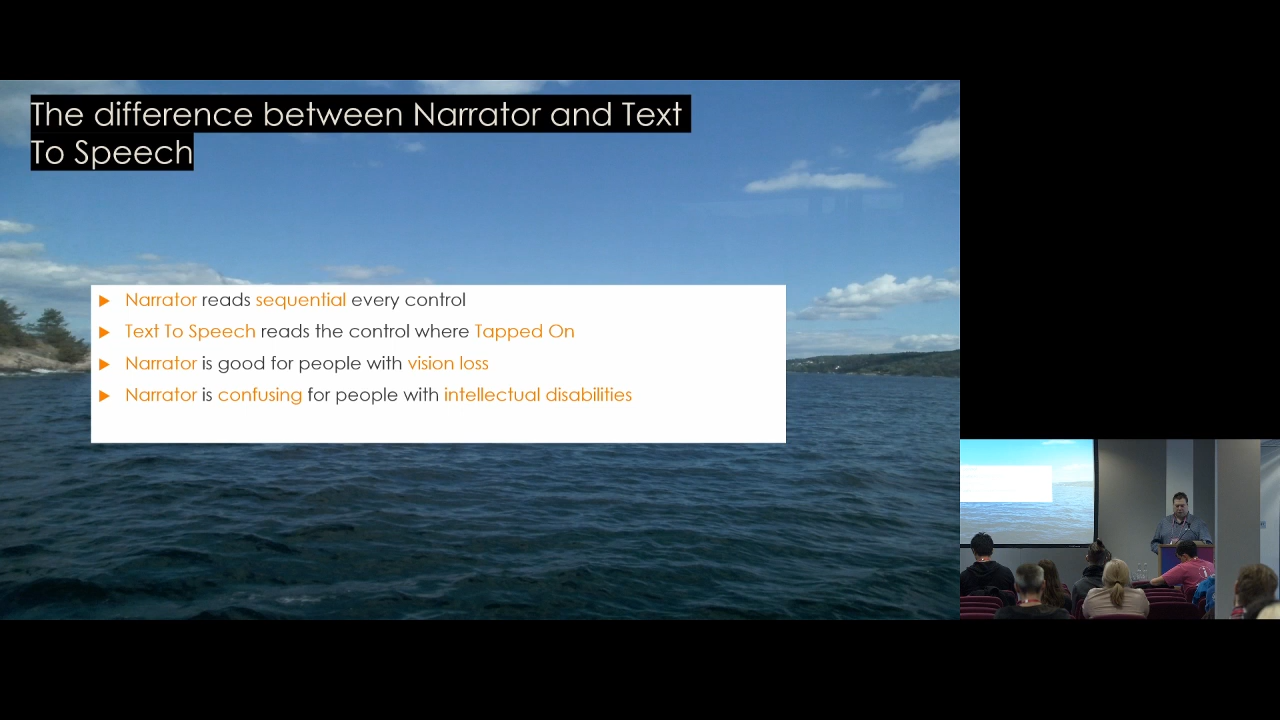 The difference between Narrator and Text
To Speech
Narrator reads sequential every control
Text To Speech reads the control where Tapped On
Narrator is good for people with vision loss
Narrator is confusing for people with intellectual disabilities